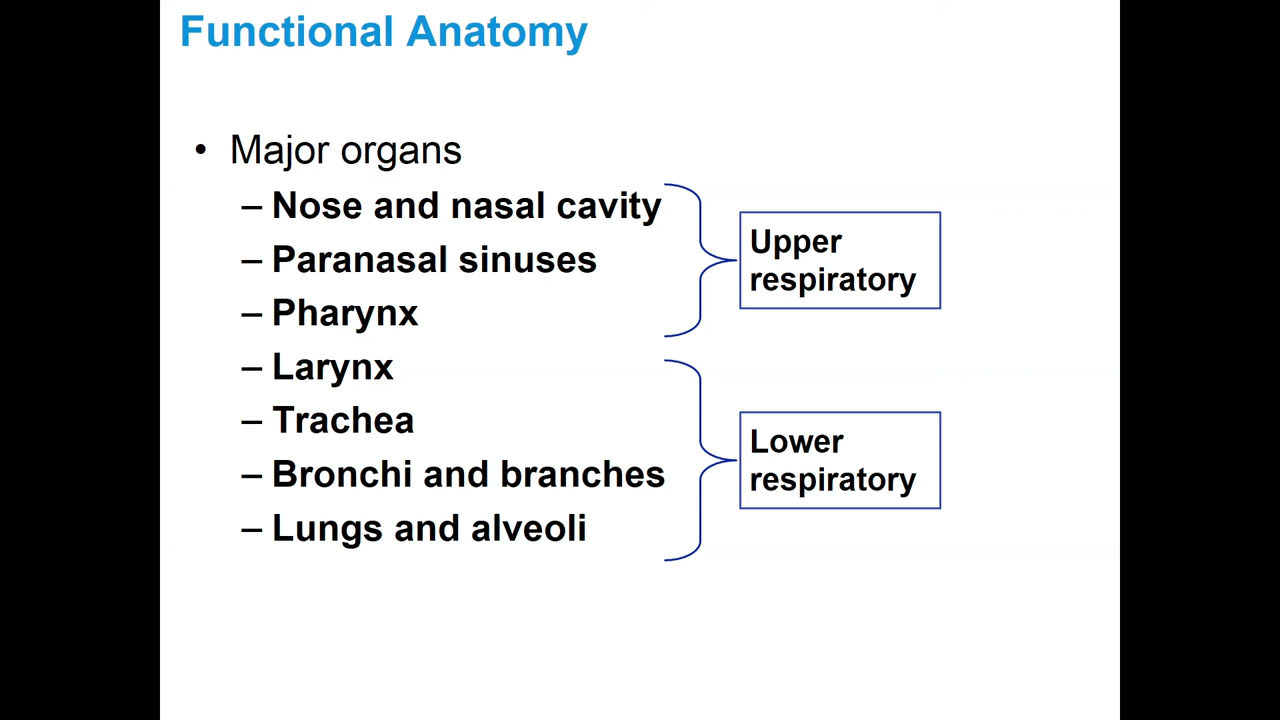 Functional Anatomy
• Major organs
– Nose and nasal cavity
– Paranasal sinuses
– Pharynx
Upper
respiratory
– Larynx
– Trachea
– Bronchi and branches
– Lungs and alveoli
Lower
respiratory